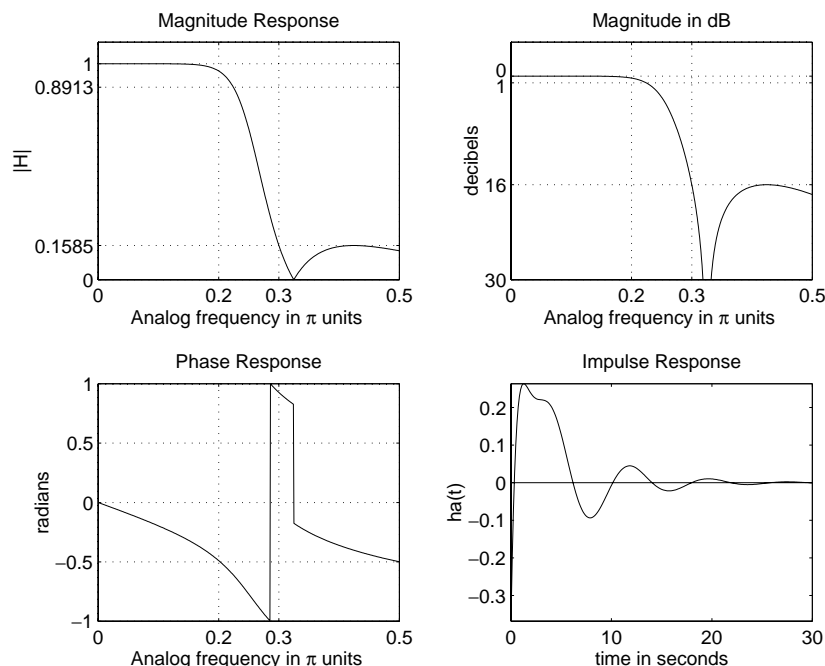 Magnitude Response
|H|
1
0.8913
0.1585
0
0 0.2 0.3 0.5
Analog frequency in π units
Magnitude in dB
decibels
0
1
16
30
0 0.2 0.3 0.5
Analog frequency in π units
Phase Response
radians
1
0.5
0
−0.5
−1
0 0.2 0.3 0.5
Analog frequency in π units
Impulse Response
ha(t)
0.2
0.1
0
−0.1
−0.2
−0.3
0 10 20 30
time in seconds